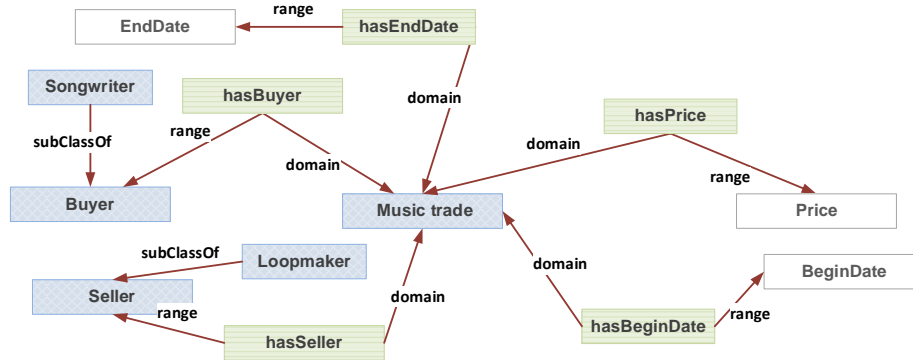 EndDate
range
hasEndDate
Songwriter
hasBuyer
domain
hasPrice
subClassOf
range
domain
domain
range
Buyer
Music trade
Price
subClassOf
Loopmaker
domain
BeginDate
Seller
range
domain
hasSeller
hasBeginDate
range